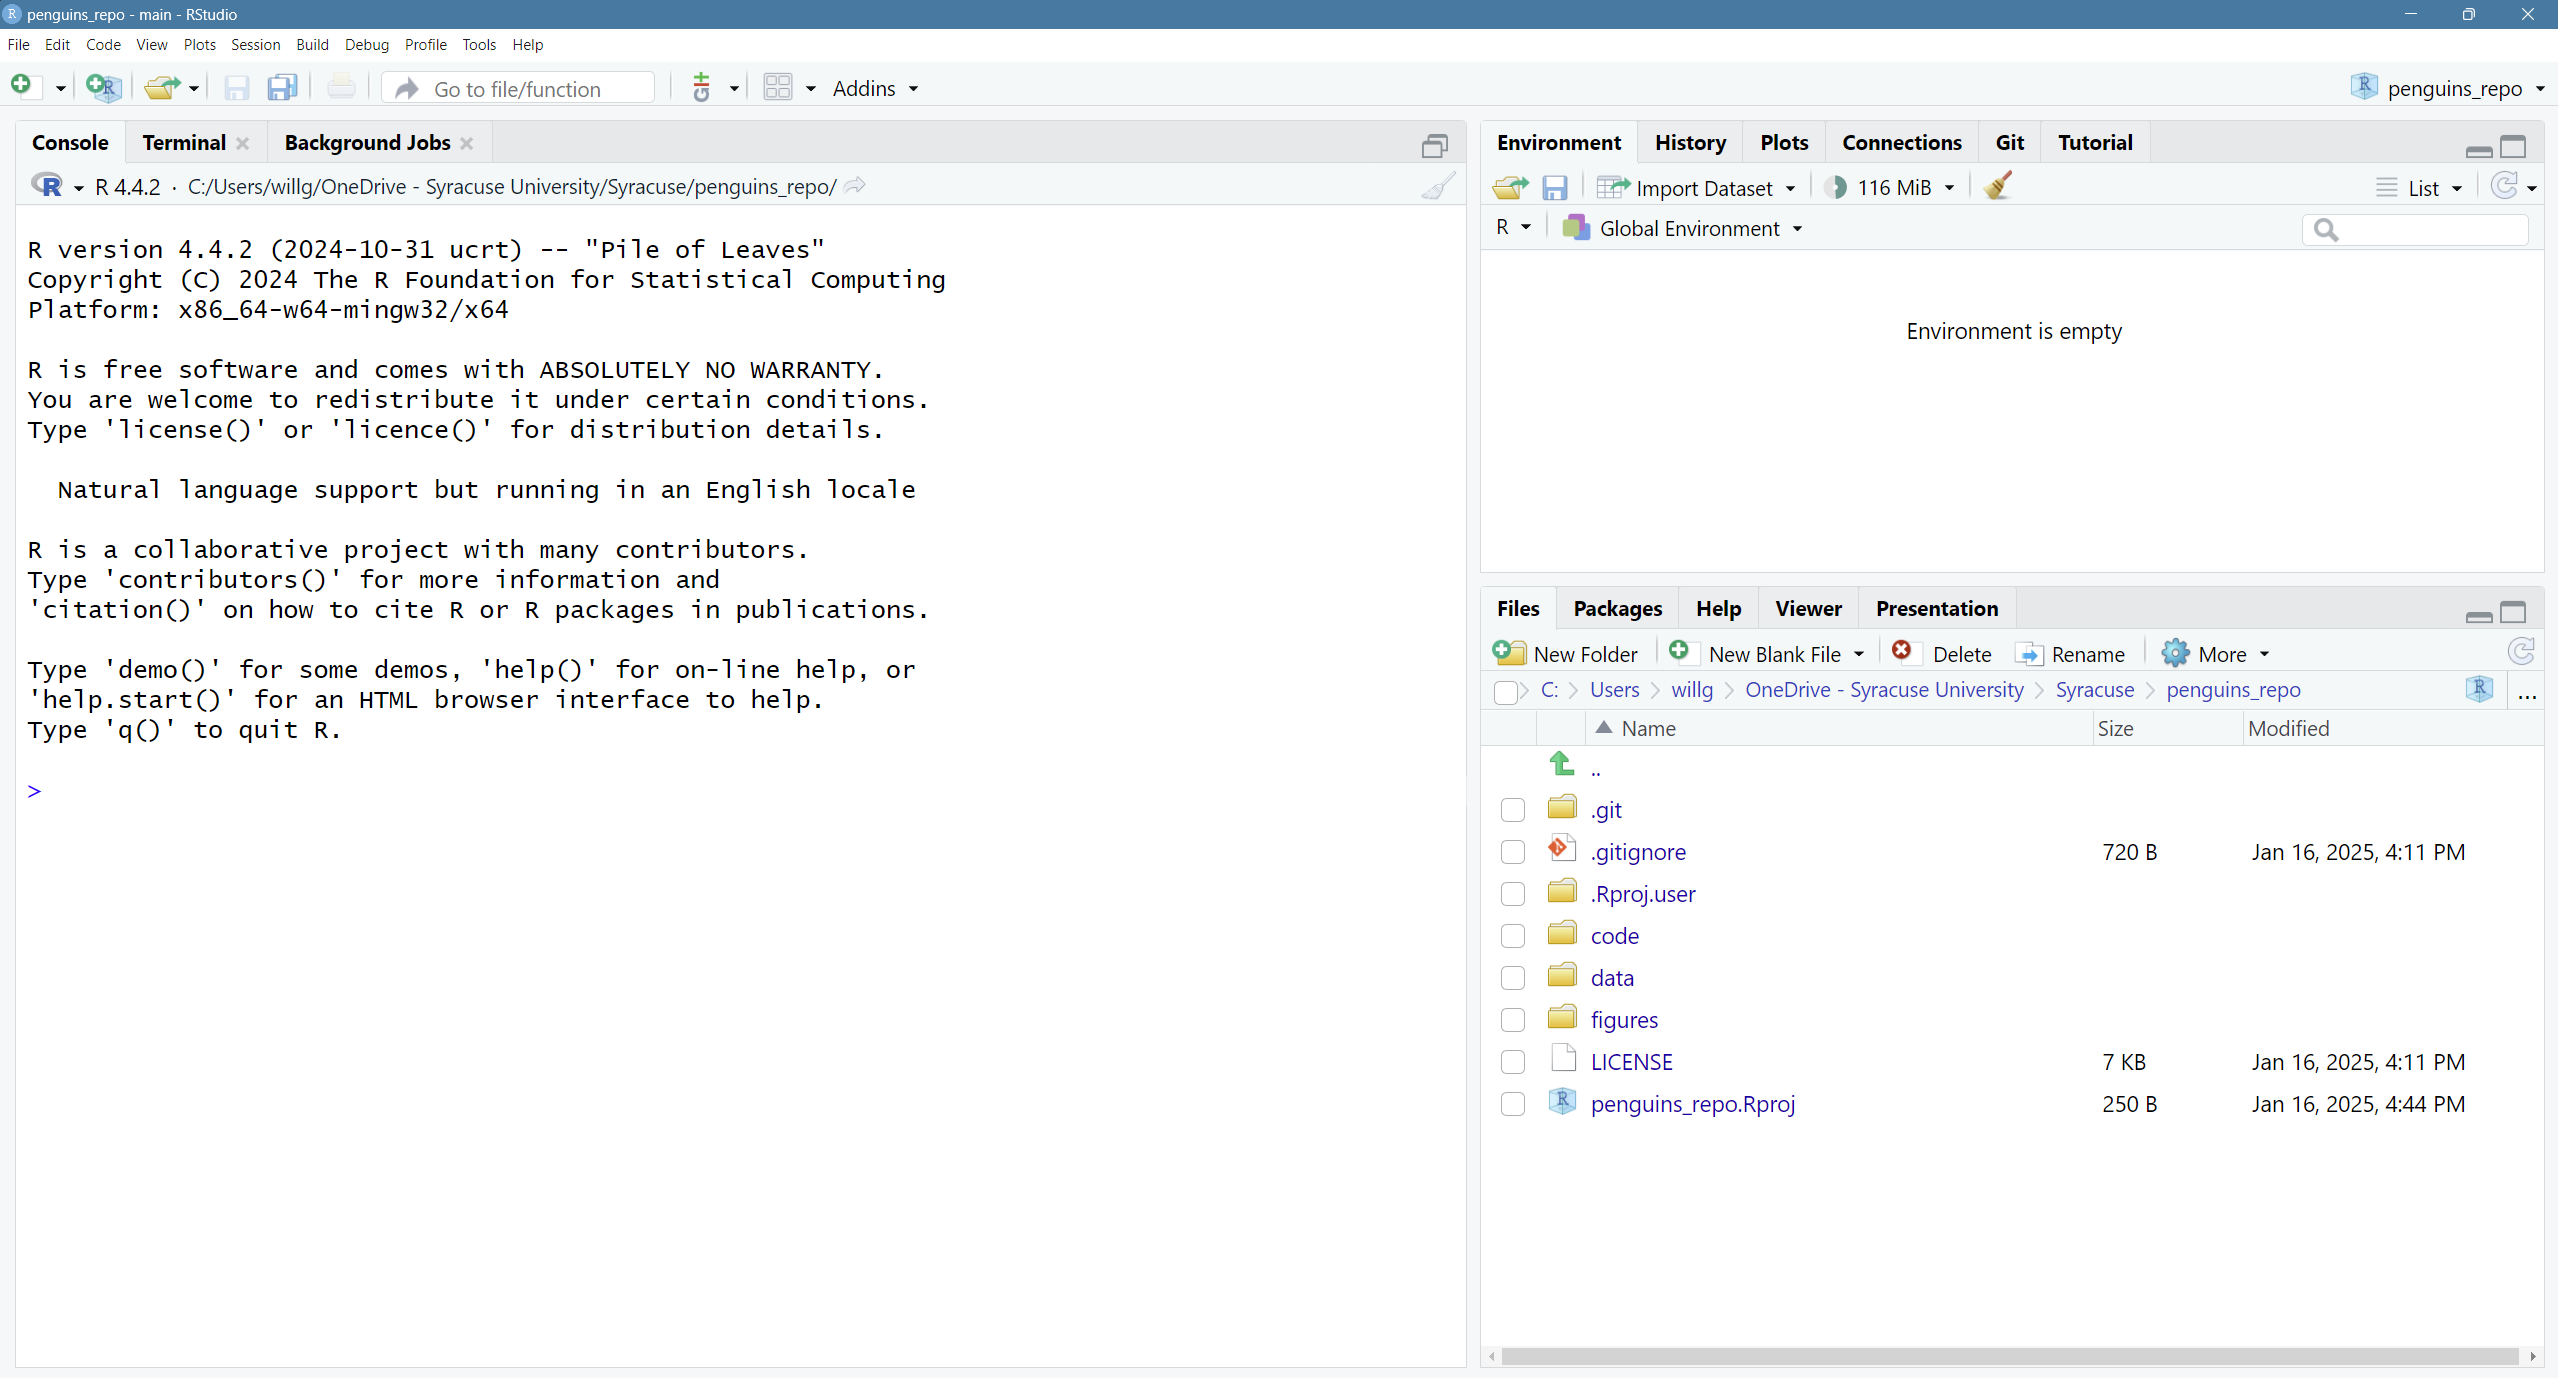 penguins_repo - main - RStudio
File Edit Code View Plots Session Build Debug Profile Tools Help
Go to file/function Git Addins penguins_repo
Console Terminal Background Jobs
R 4.4.2 · C:/Users/willg/OneDrive - Syracuse University/Syracuse/penguins_repo/
R version 4.4.2 (2024-10-31 ucrt) -- "Pile of Leaves"
Copyright (C) 2024 The R Foundation for Statistical Computing
Platform: x86_64-w64-mingw32/x64
R is free software and comes with ABSOLUTELY NO WARRANTY.
You are welcome to redistribute it under certain conditions.
Type 'license()' or 'licence()' for distribution details.
Natural language support but running in an English locale
R is a collaborative project with many contributors.
Type 'contributors()' for more information and
'citation()' on how to cite R or R packages in publications.
Type 'demo()' for some demos, 'help()' for on-line help, or
'help.start()' for an HTML browser interface to help.
Type 'q()' to quit R.
>
Environment History Plots Connections Git Tutorial
Import Dataset 116 MiB List
R Global Environment
Environment is empty
Files Packages Help Viewer Presentation
New Folder New Blank File Delete Rename More
C: Users willg OneDrive - Syracuse University Syracuse penguins_repo ...
Name Size Modified
..
.git
.gitignore 720 B Jan 16, 2025, 4:11 PM
.Rproj.user
code
data
figures
LICENSE 7 KB Jan 16, 2025, 4:11 PM
penguins_repo.Rproj 250 B Jan 16, 2025, 4:44 PM